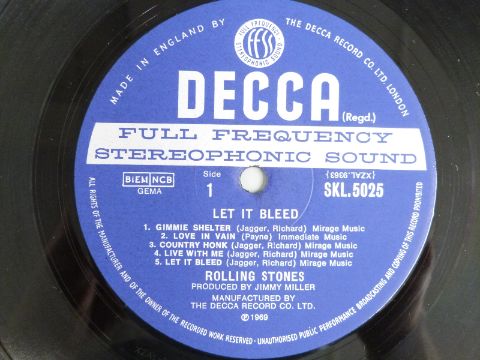 MADE IN ENGLAND BY
THE DECCA RECORD CO. LTD. LONDON
FULL FREQUENCY
ffss
STEREOPHONIC SOUND
DECCA
(Regd.)
FULL FREQUENCY
STEREOPHONIC SOUND
BIEM NCB
GEMA
Side
1
(XZAL.9363)
SKL.5025
LET IT BLEED
1. GIMMIE SHELTER (Jagger, Richard) Mirage Music
2. LOVE IN VAIN (Payne) Immediate Music
3. COUNTRY HONK (Jagger, Richard) Mirage Music
4. LIVE WITH ME (Jagger, Richard) Mirage Music
5. LET IT BLEED (Jagger, Richard) Mirage Music
ROLLING STONES
PRODUCED BY JIMMY MILLER
MANUFACTURED BY
THE DECCA RECORD CO. LTD.
℗ 1969
ALL RIGHTS OF THE MANUFACTURER AND OF THE OWNER OF THE RECORDED WORK RESERVED · UNAUTHORISED PUBLIC PERFORMANCE BROADCASTING AND COPYING OF THIS RECORD PROHIBITED